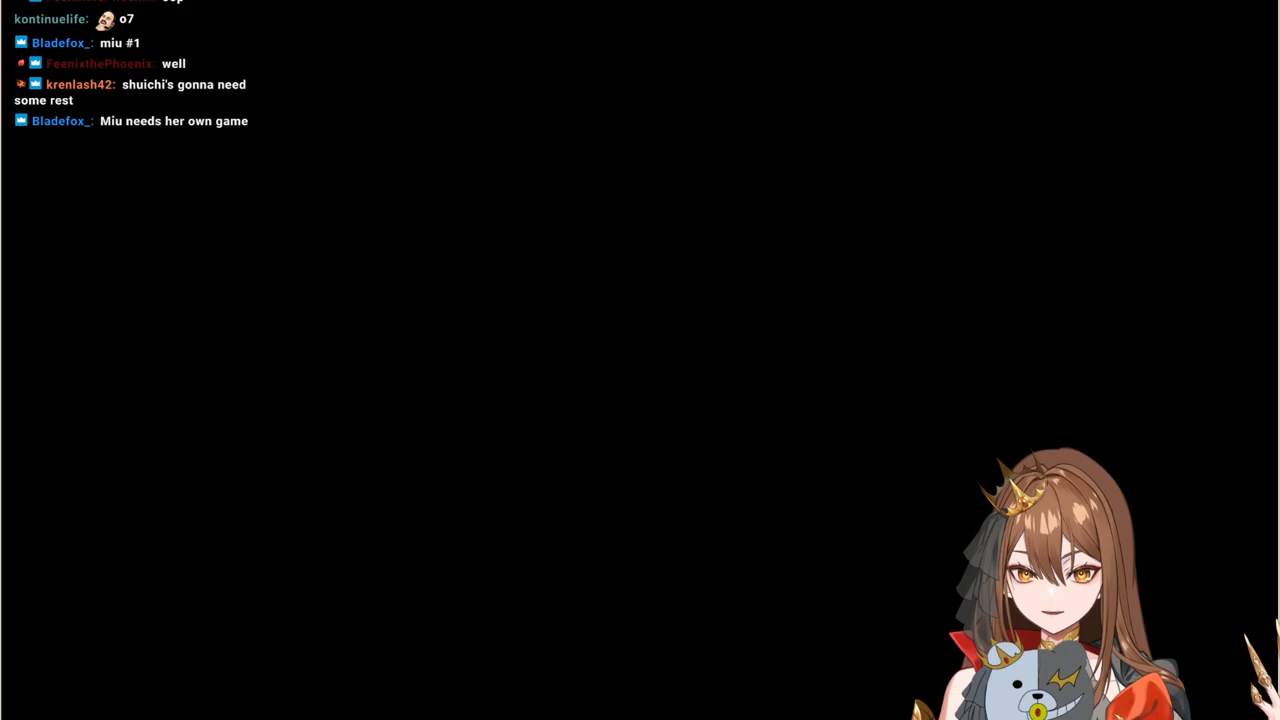 kontinuelife: o7
Bladefox_: miu #1
FeenixthePhoenix: well
krenlash42: shuichi's gonna need
some rest
Bladefox_: Miu needs her own game